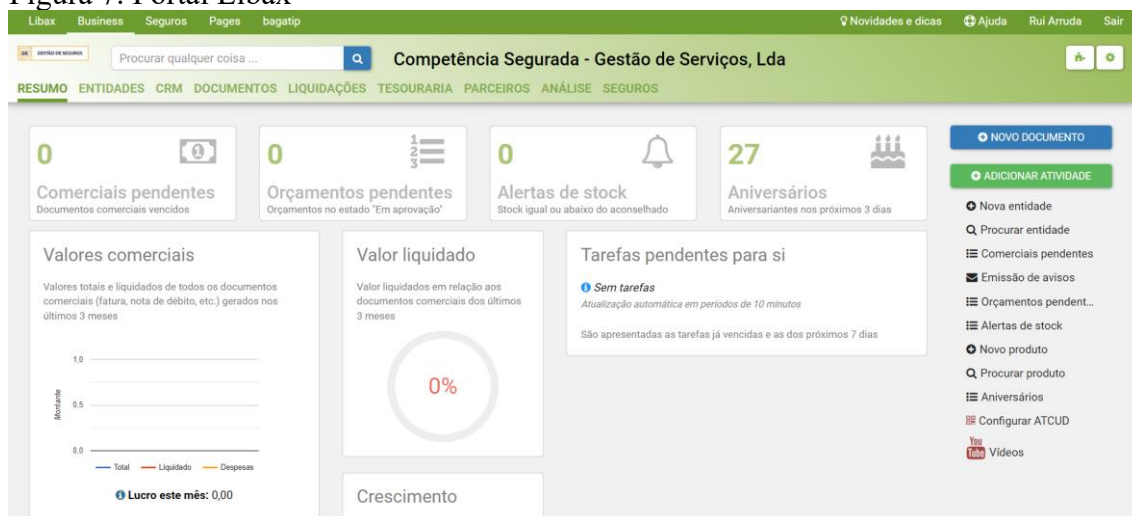 Figura 7: Portal Libax
Libax Business Seguros Pages bagatip Novidades e dicas Ajuda Rui Arruda Sair
GESTÃO DE SEGUROS
Procurar qualquer coisa ...
Competência Segurada - Gestão de Serviços, Lda
RESUMO ENTIDADES CRM DOCUMENTOS LIQUIDAÇÕES TESOURARIA PARCEIROS ANÁLISE SEGUROS
0
Comerciais pendentes
Documentos comerciais vencidos
0
Orçamentos pendentes
Orçamentos no estado "Em aprovação"
0
Alertas de stock
Stock igual ou abaixo do aconselhado
27
Aniversários
Aniversariantes nos próximos 3 dias
Valores comerciais
Valores totais e liquidados de todos os documentos
comerciais (fatura, nota de débito, etc.) gerados nos
últimos 3 meses
1,0
0.5
0,0
Montante
Total Liquidado Despesas
Lucro este mês: 0,00
Valor liquidado
Valor liquidados em relação aos
documentos comerciais dos últimos
3 meses
0%
Crescimento
Tarefas pendentes para si
Sem tarefas
Atualização automática em períodos de 10 minutos
São apresentadas as tarefas já vencidas e as dos próximos 7 dias
NOVO DOCUMENTO
ADICIONAR ATIVIDADE
Nova entidade
Procurar entidade
Comerciais pendentes
Emissão de avisos
Orçamentos pendent...
Alertas de stock
Novo produto
Procurar produto
Aniversários
Configurar ATCUD
You Tube Vídeos